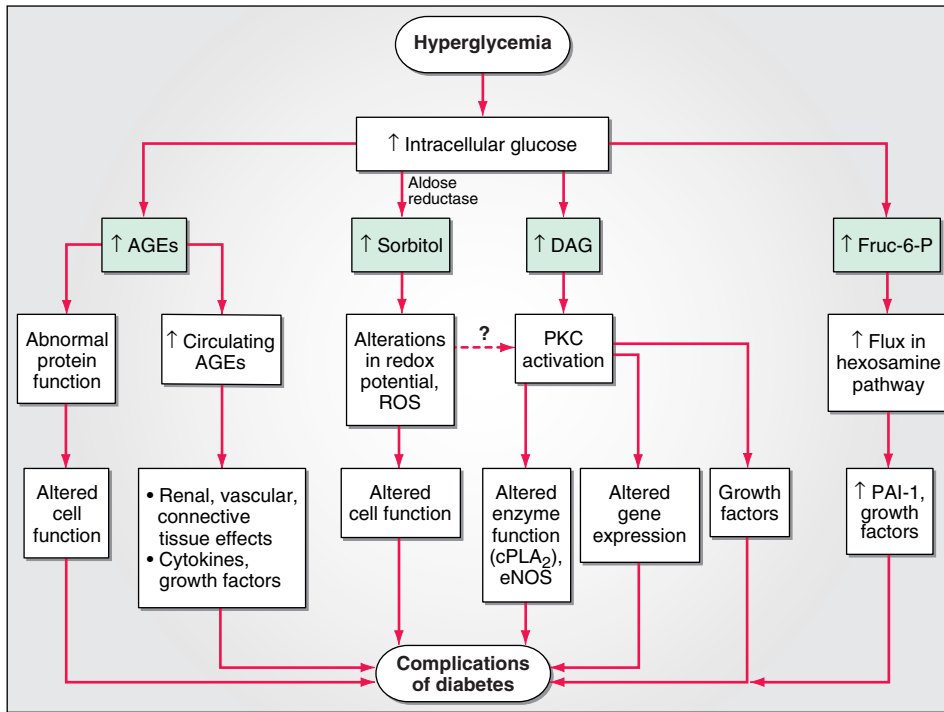 Hyperglycemia
↑ Intracellular glucose
Aldose
reductase
↑ AGEs
↑ Sorbitol
↑ DAG
↑ Fruc-6-P
Abnormal
protein
function
↑ Circulating
AGEs
Alterations
in redox
potential,
ROS
?
PKC
activation
↑ Flux in
hexosamine
pathway
Altered
cell
function
• Renal, vascular,
connective
tissue effects
• Cytokines,
growth factors
Altered
cell function
Altered
enzyme
function
(cPLA₂),
eNOS
Altered
gene
expression
Growth
factors
↑ PAI-1,
growth
factors
Complications
of diabetes